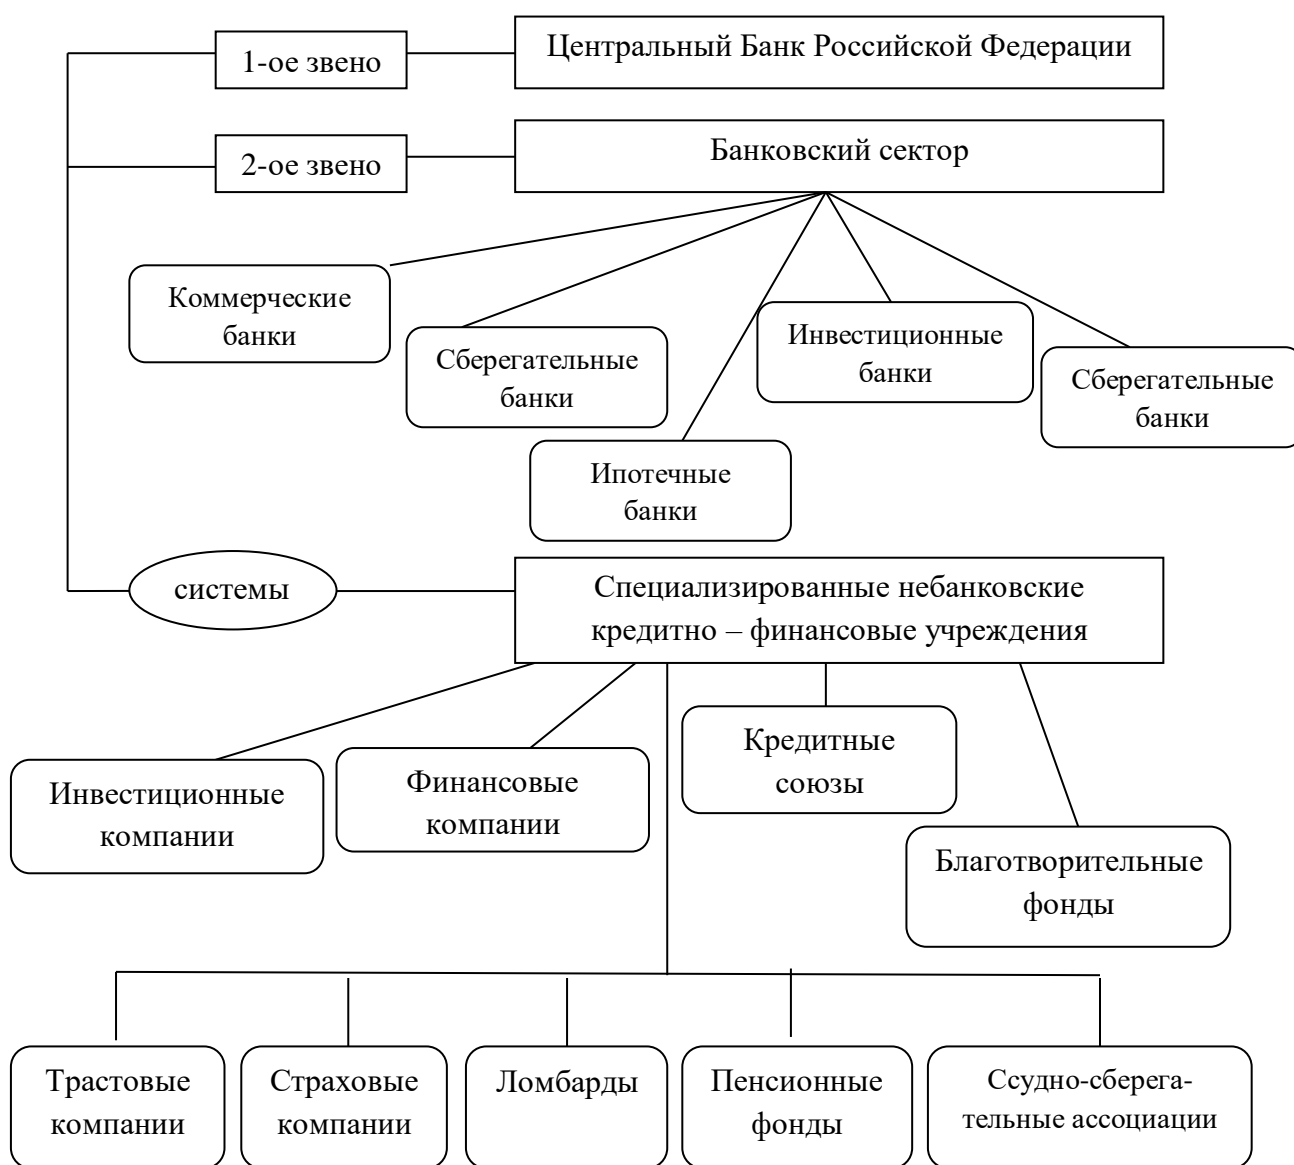 1-ое звено
Центральный Банк Российской Федерации
2-ое звено
Банковский сектор
Коммерческие
банки
Сберегательные
банки
Ипотечные
банки
Инвестиционные
банки
Сберегательные
банки
системы
Специализированные небанковские
кредитно – финансовые учреждения
Инвестиционные
компании
Финансовые
компании
Кредитные
союзы
Благотворительные
фонды
Трастовые
компании
Страховые
компании
Ломбарды
Пенсионные
фонды
Ссудно-сберега-
тельные ассоциации